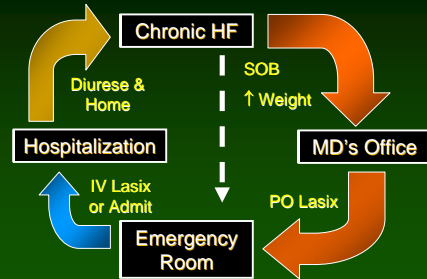 Chronic HF
SOB
↑ Weight
Diurese &
Home
Hospitalization
MD's Office
IV Lasix
or Admit
PO Lasix
Emergency
Room